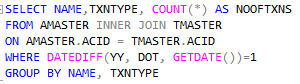 SELECT NAME,TXNTYPE, COUNT(*) AS NOOFTXNS
FROM AMASTER INNER JOIN TMASTER
ON AMASTER.ACID = TMASTER.ACID
WHERE DATEDIFF(YY, DOT, GETDATE())=1
GROUP BY NAME, TXNTYPE